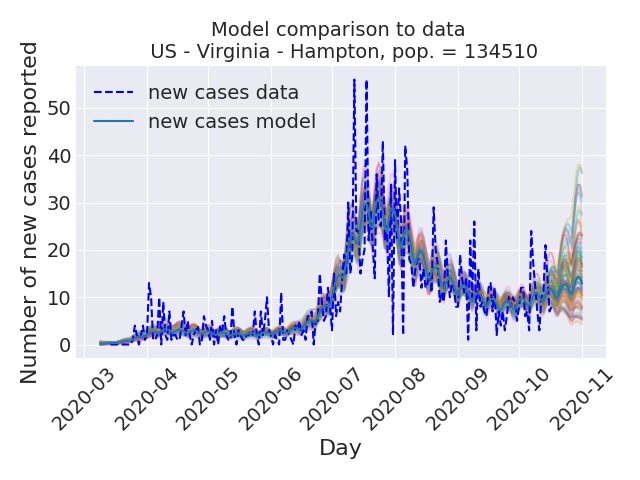 Model comparison to data
US - Virginia - Hampton, pop. = 134510
Number of new cases reported
50
40
30
20
10
0
new cases data
new cases model
2020-03
2020-04
2020-05
2020-06
2020-07
2020-08
2020-09
2020-10
2020-11
Day